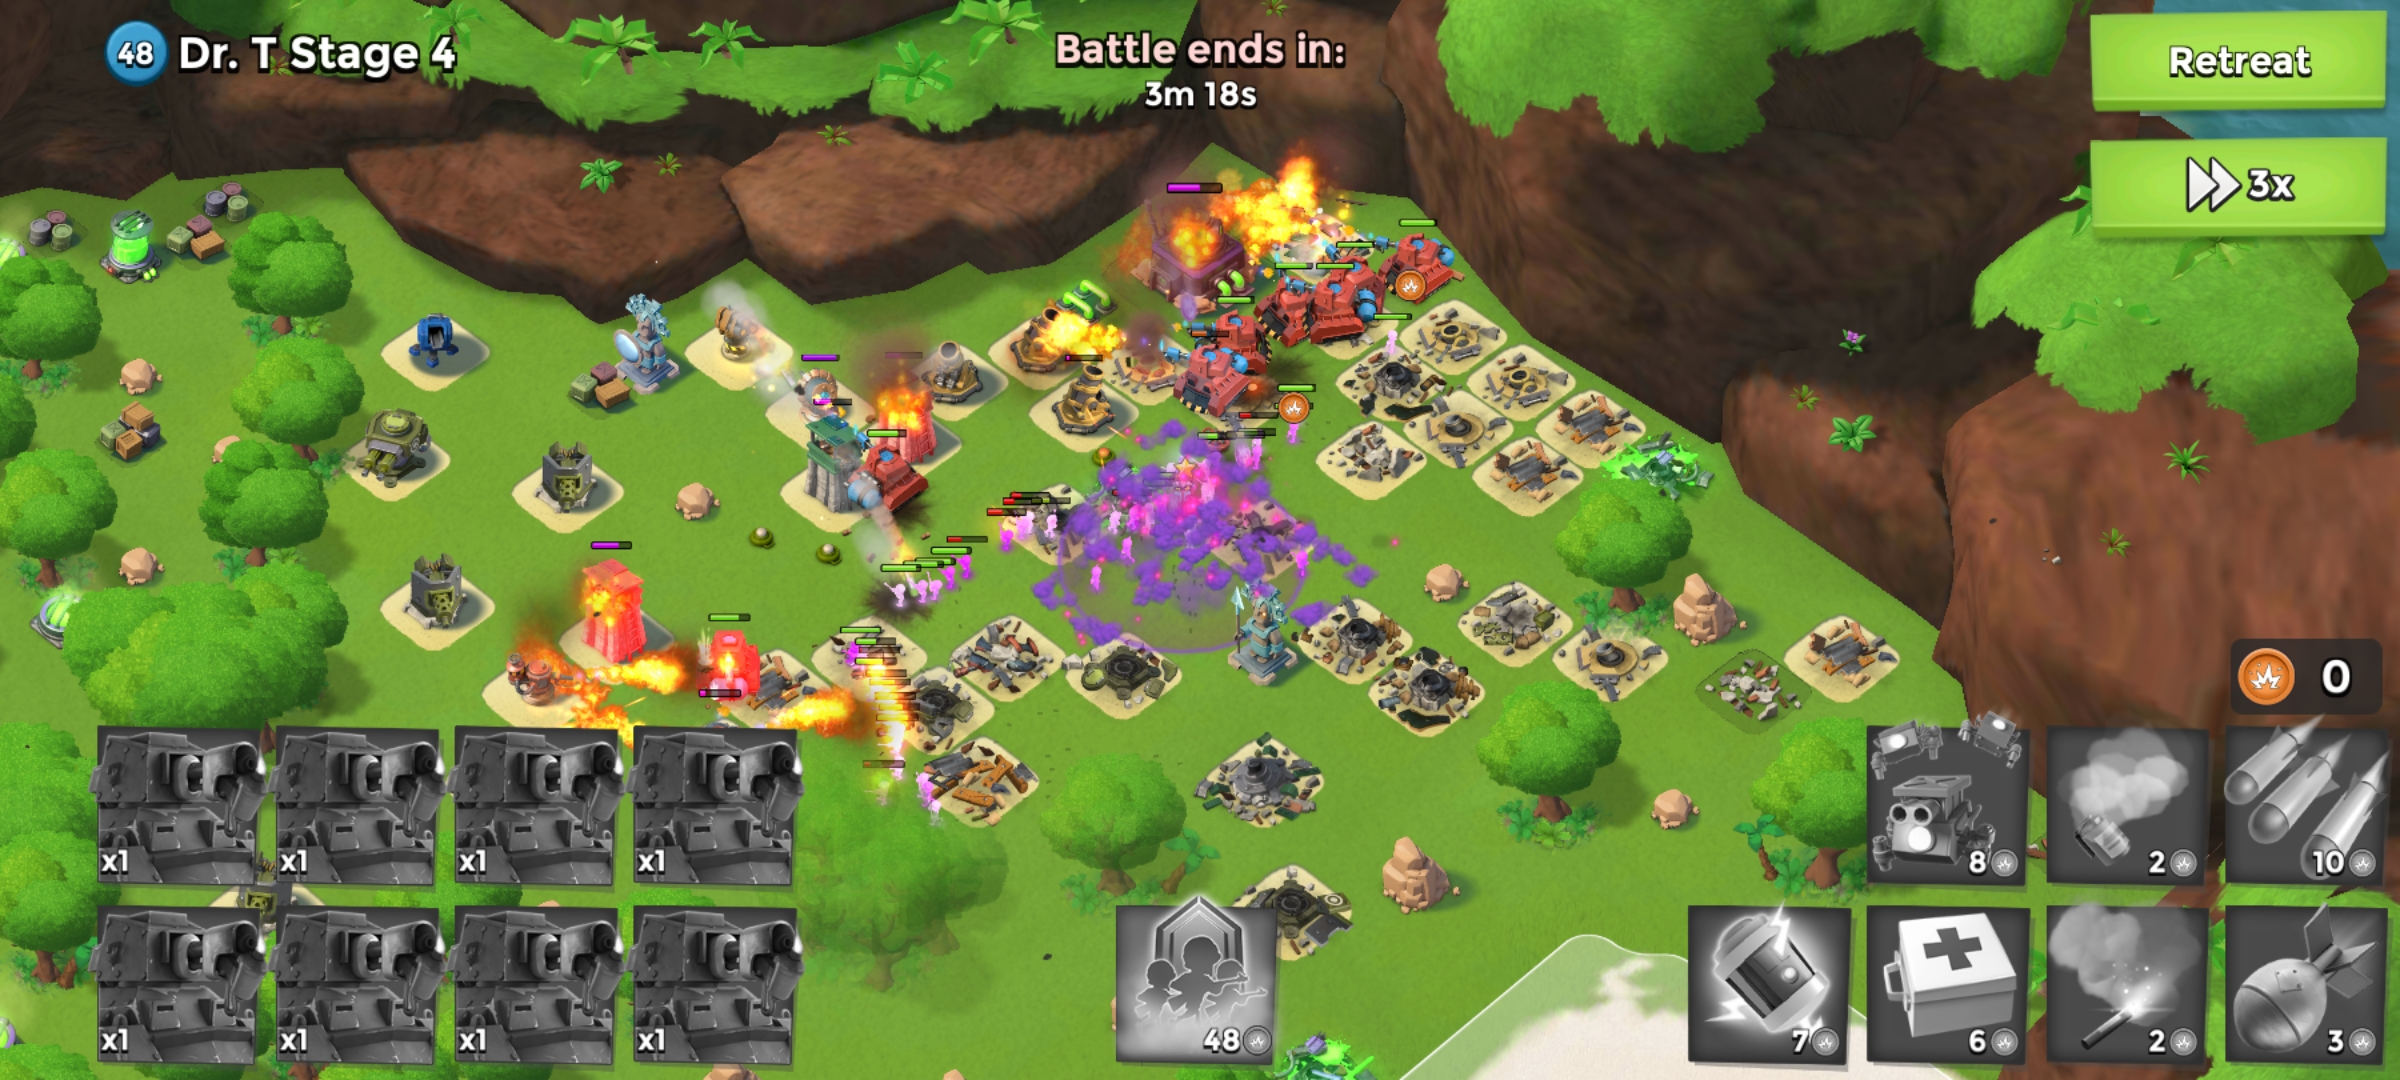 48 Dr. T Stage 4
Battle ends in:
3m 18s
Retreat
3x
0
x1 x1 x1 x1
8 2 10
x1 x1 x1 x1
48
7 6 2 3